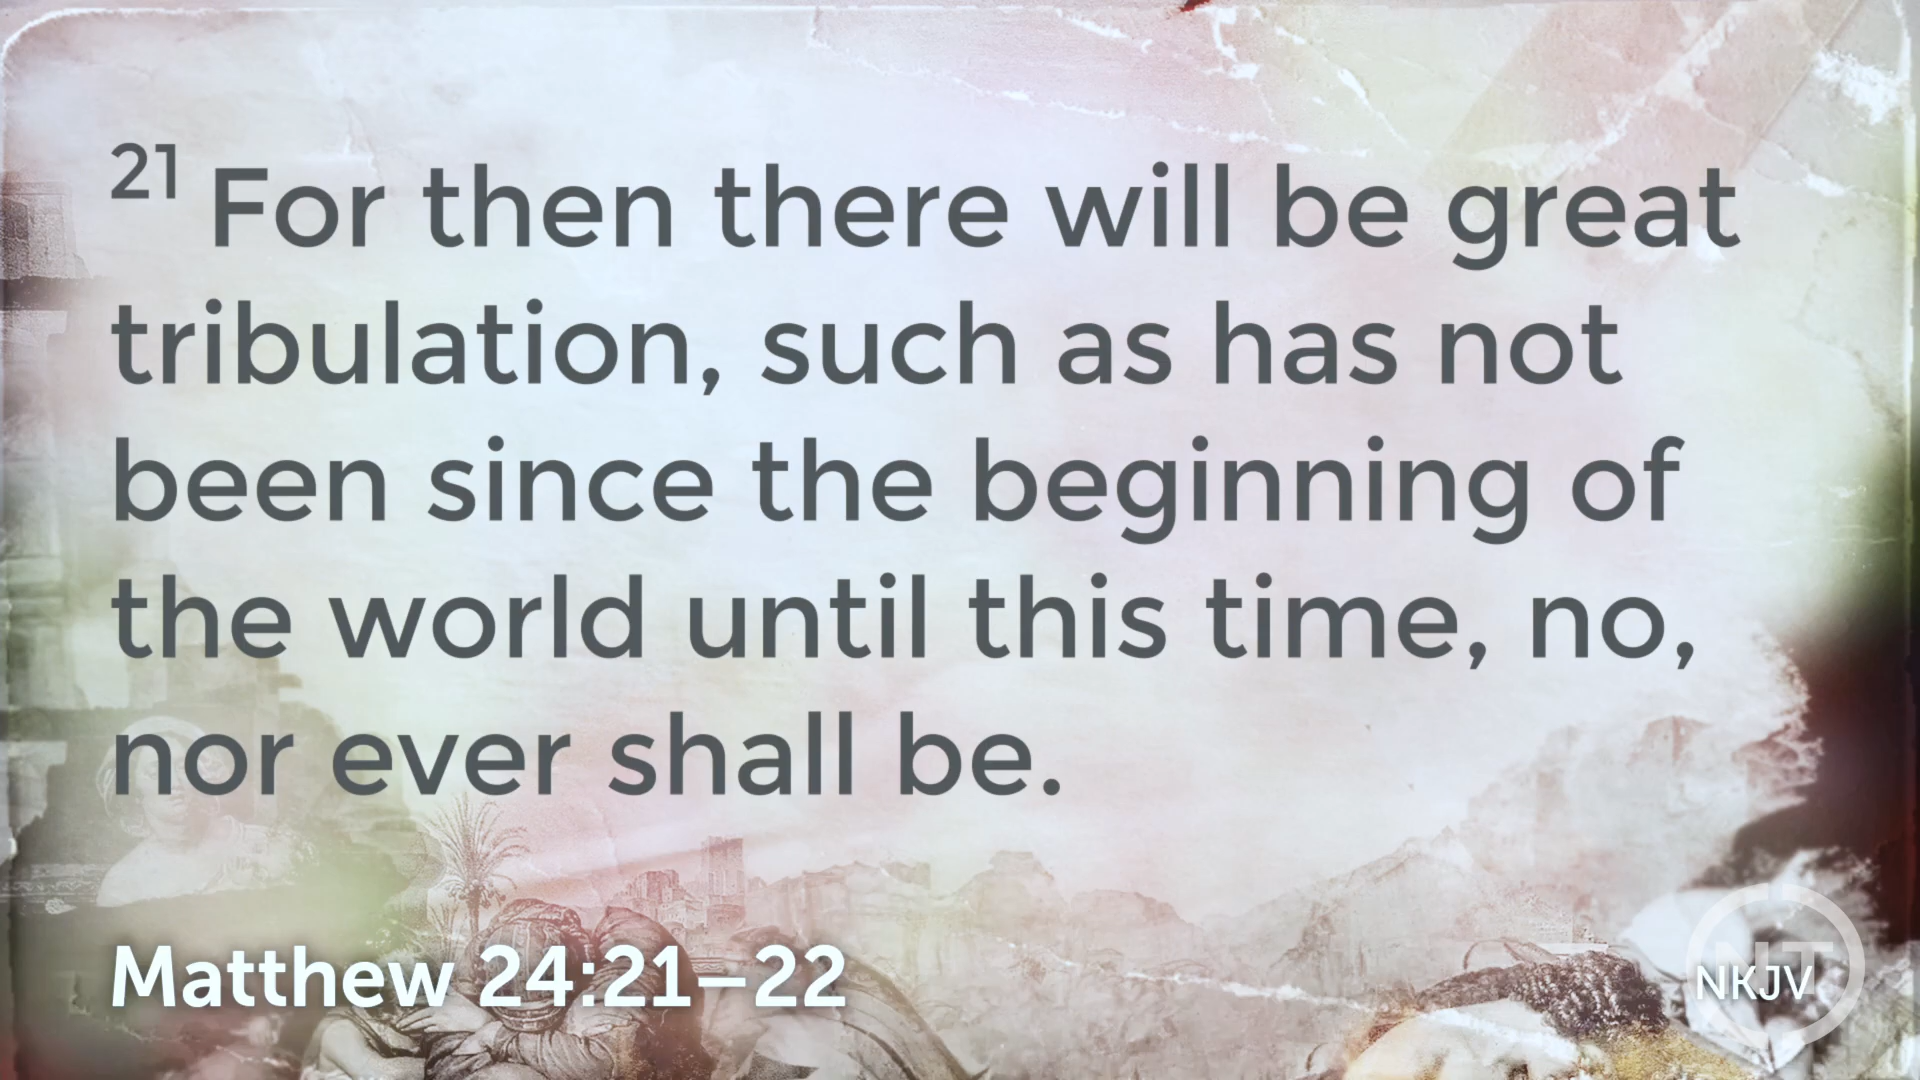 21 For then there will be great
tribulation, such as has not
been since the beginning of
the world until this time, no,
nor ever shall be.
Matthew 24:21–22
NT
NKJV